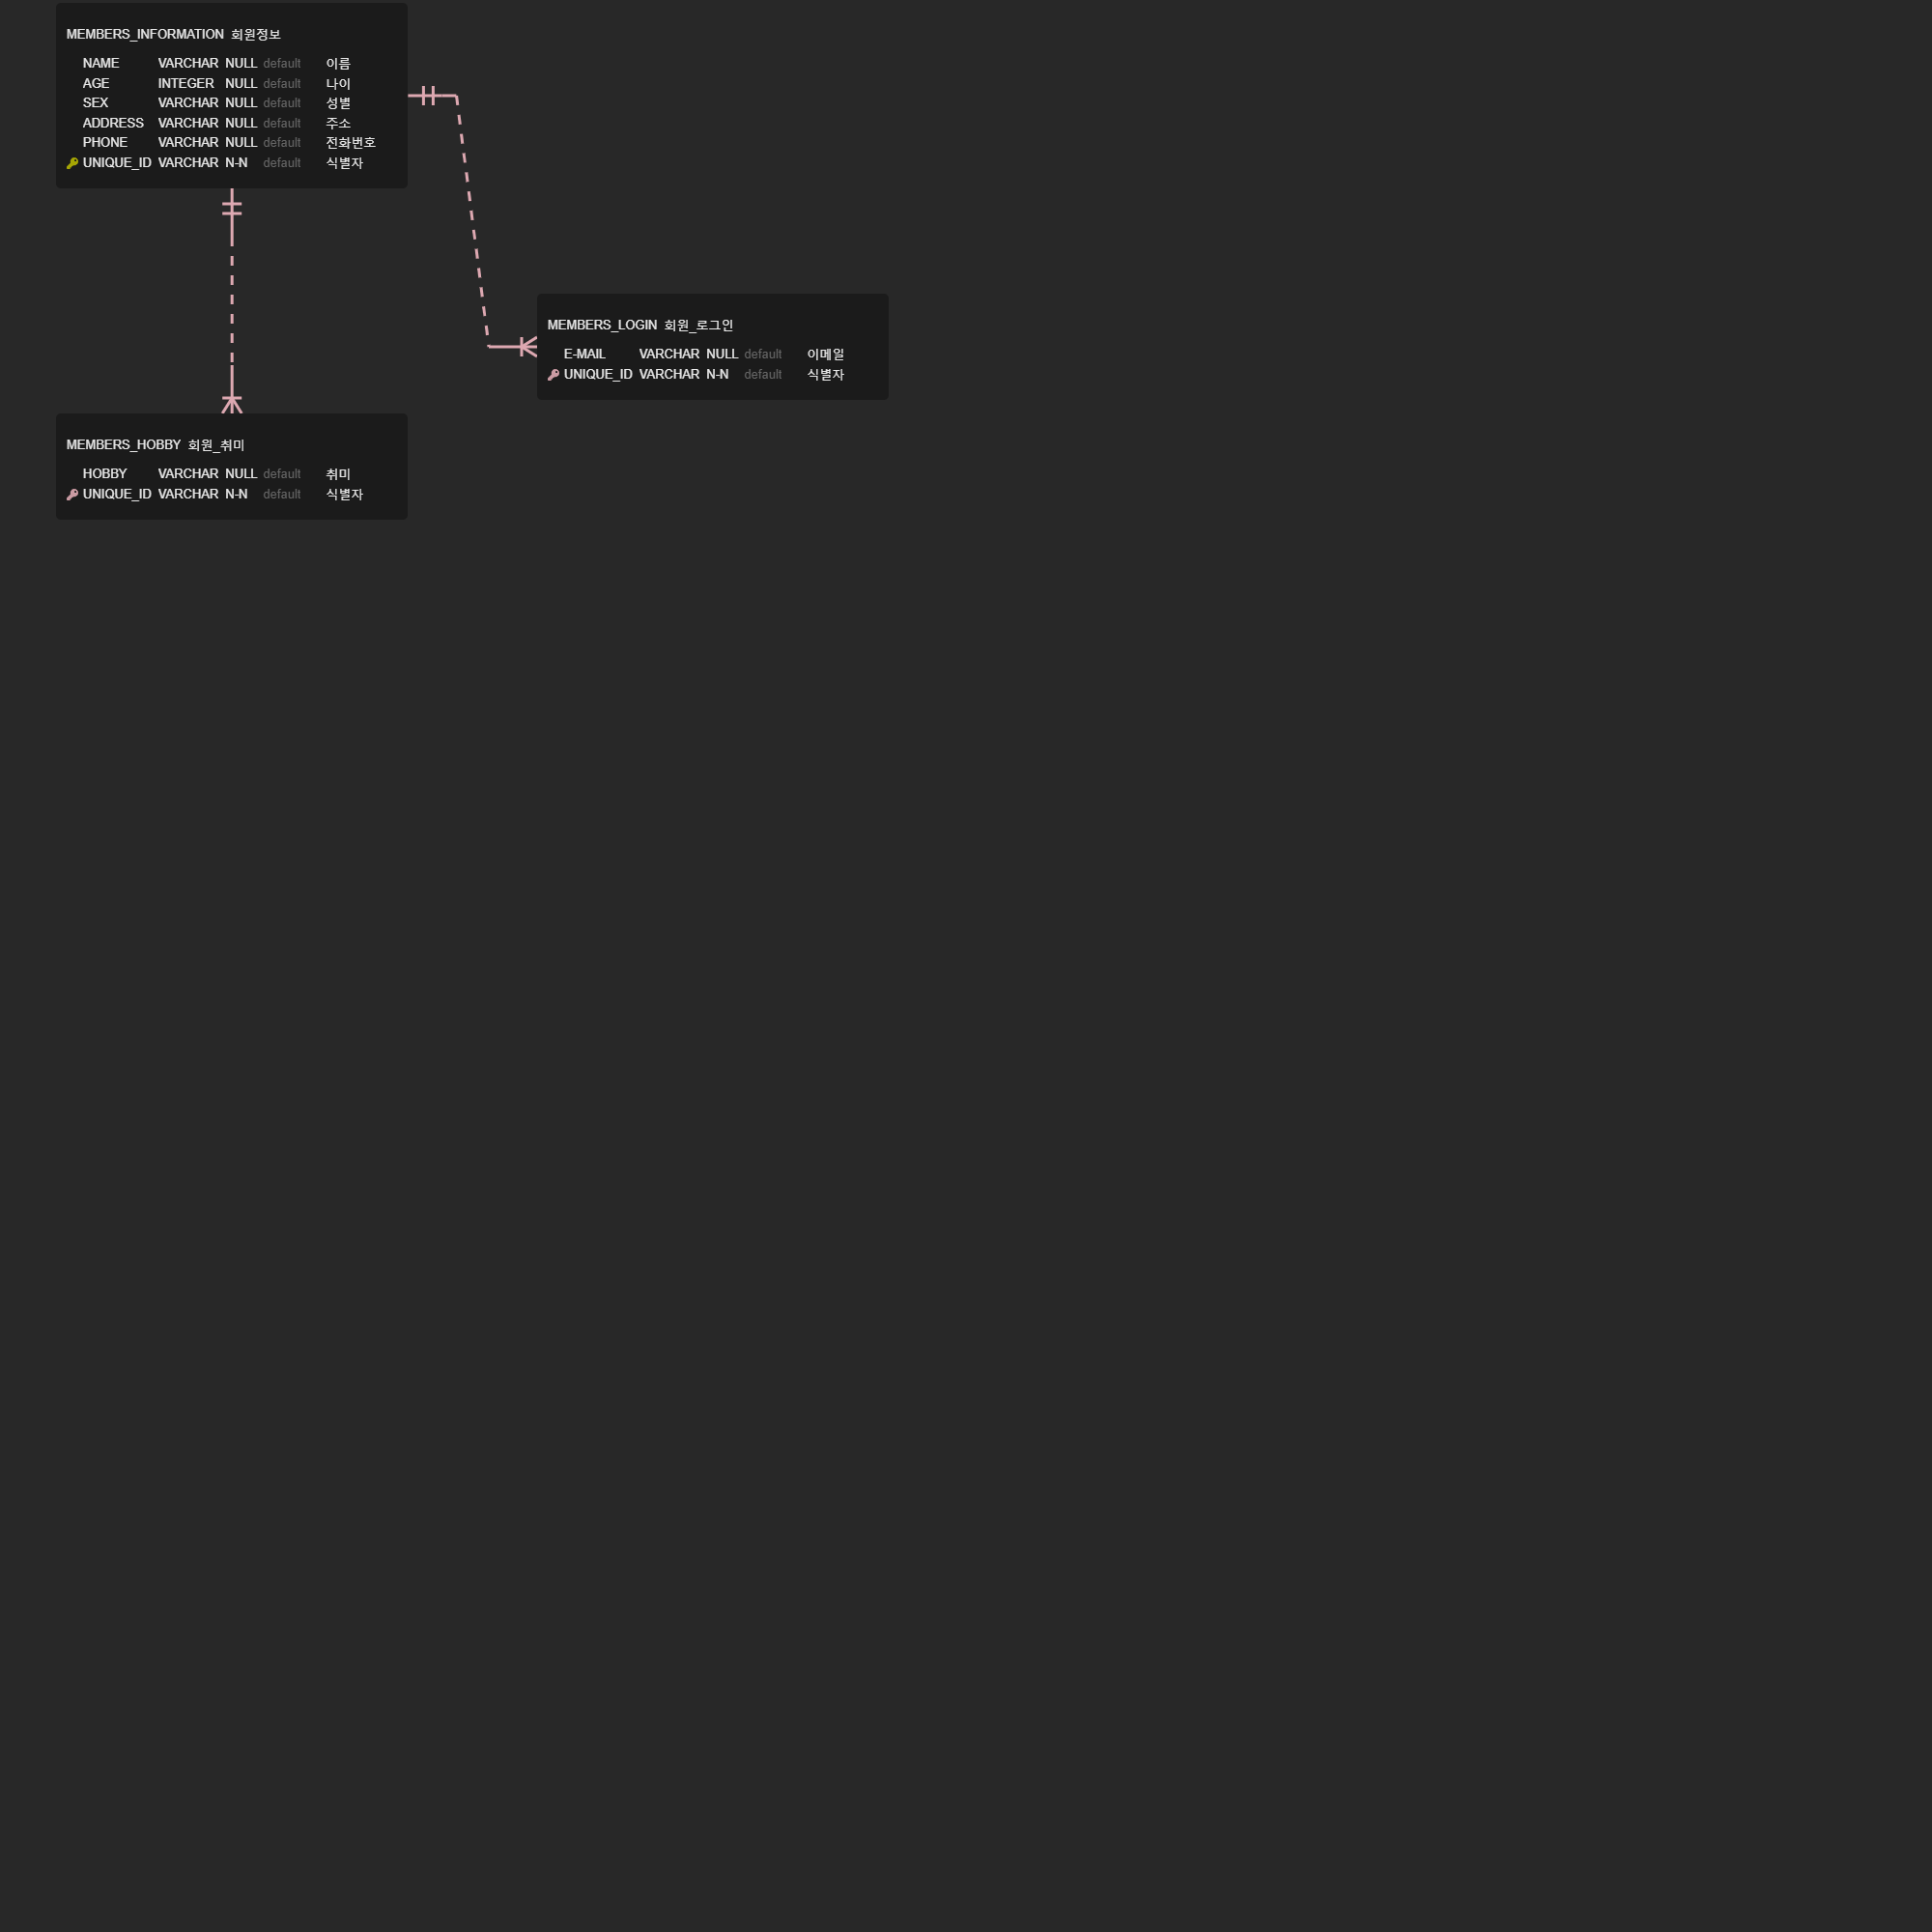 MEMBERS_INFORMATION 회원정보
NAME VARCHAR NULL default 이름
AGE INTEGER NULL default 나이
SEX VARCHAR NULL default 성별
ADDRESS VARCHAR NULL default 주소
PHONE VARCHAR NULL default 전화번호
UNIQUE_ID VARCHAR N-N default 식별자
MEMBERS_LOGIN 회원_로그인
E-MAIL VARCHAR NULL default 이메일
UNIQUE_ID VARCHAR N-N default 식별자
MEMBERS_HOBBY 회원_취미
HOBBY VARCHAR NULL default 취미
UNIQUE_ID VARCHAR N-N default 식별자